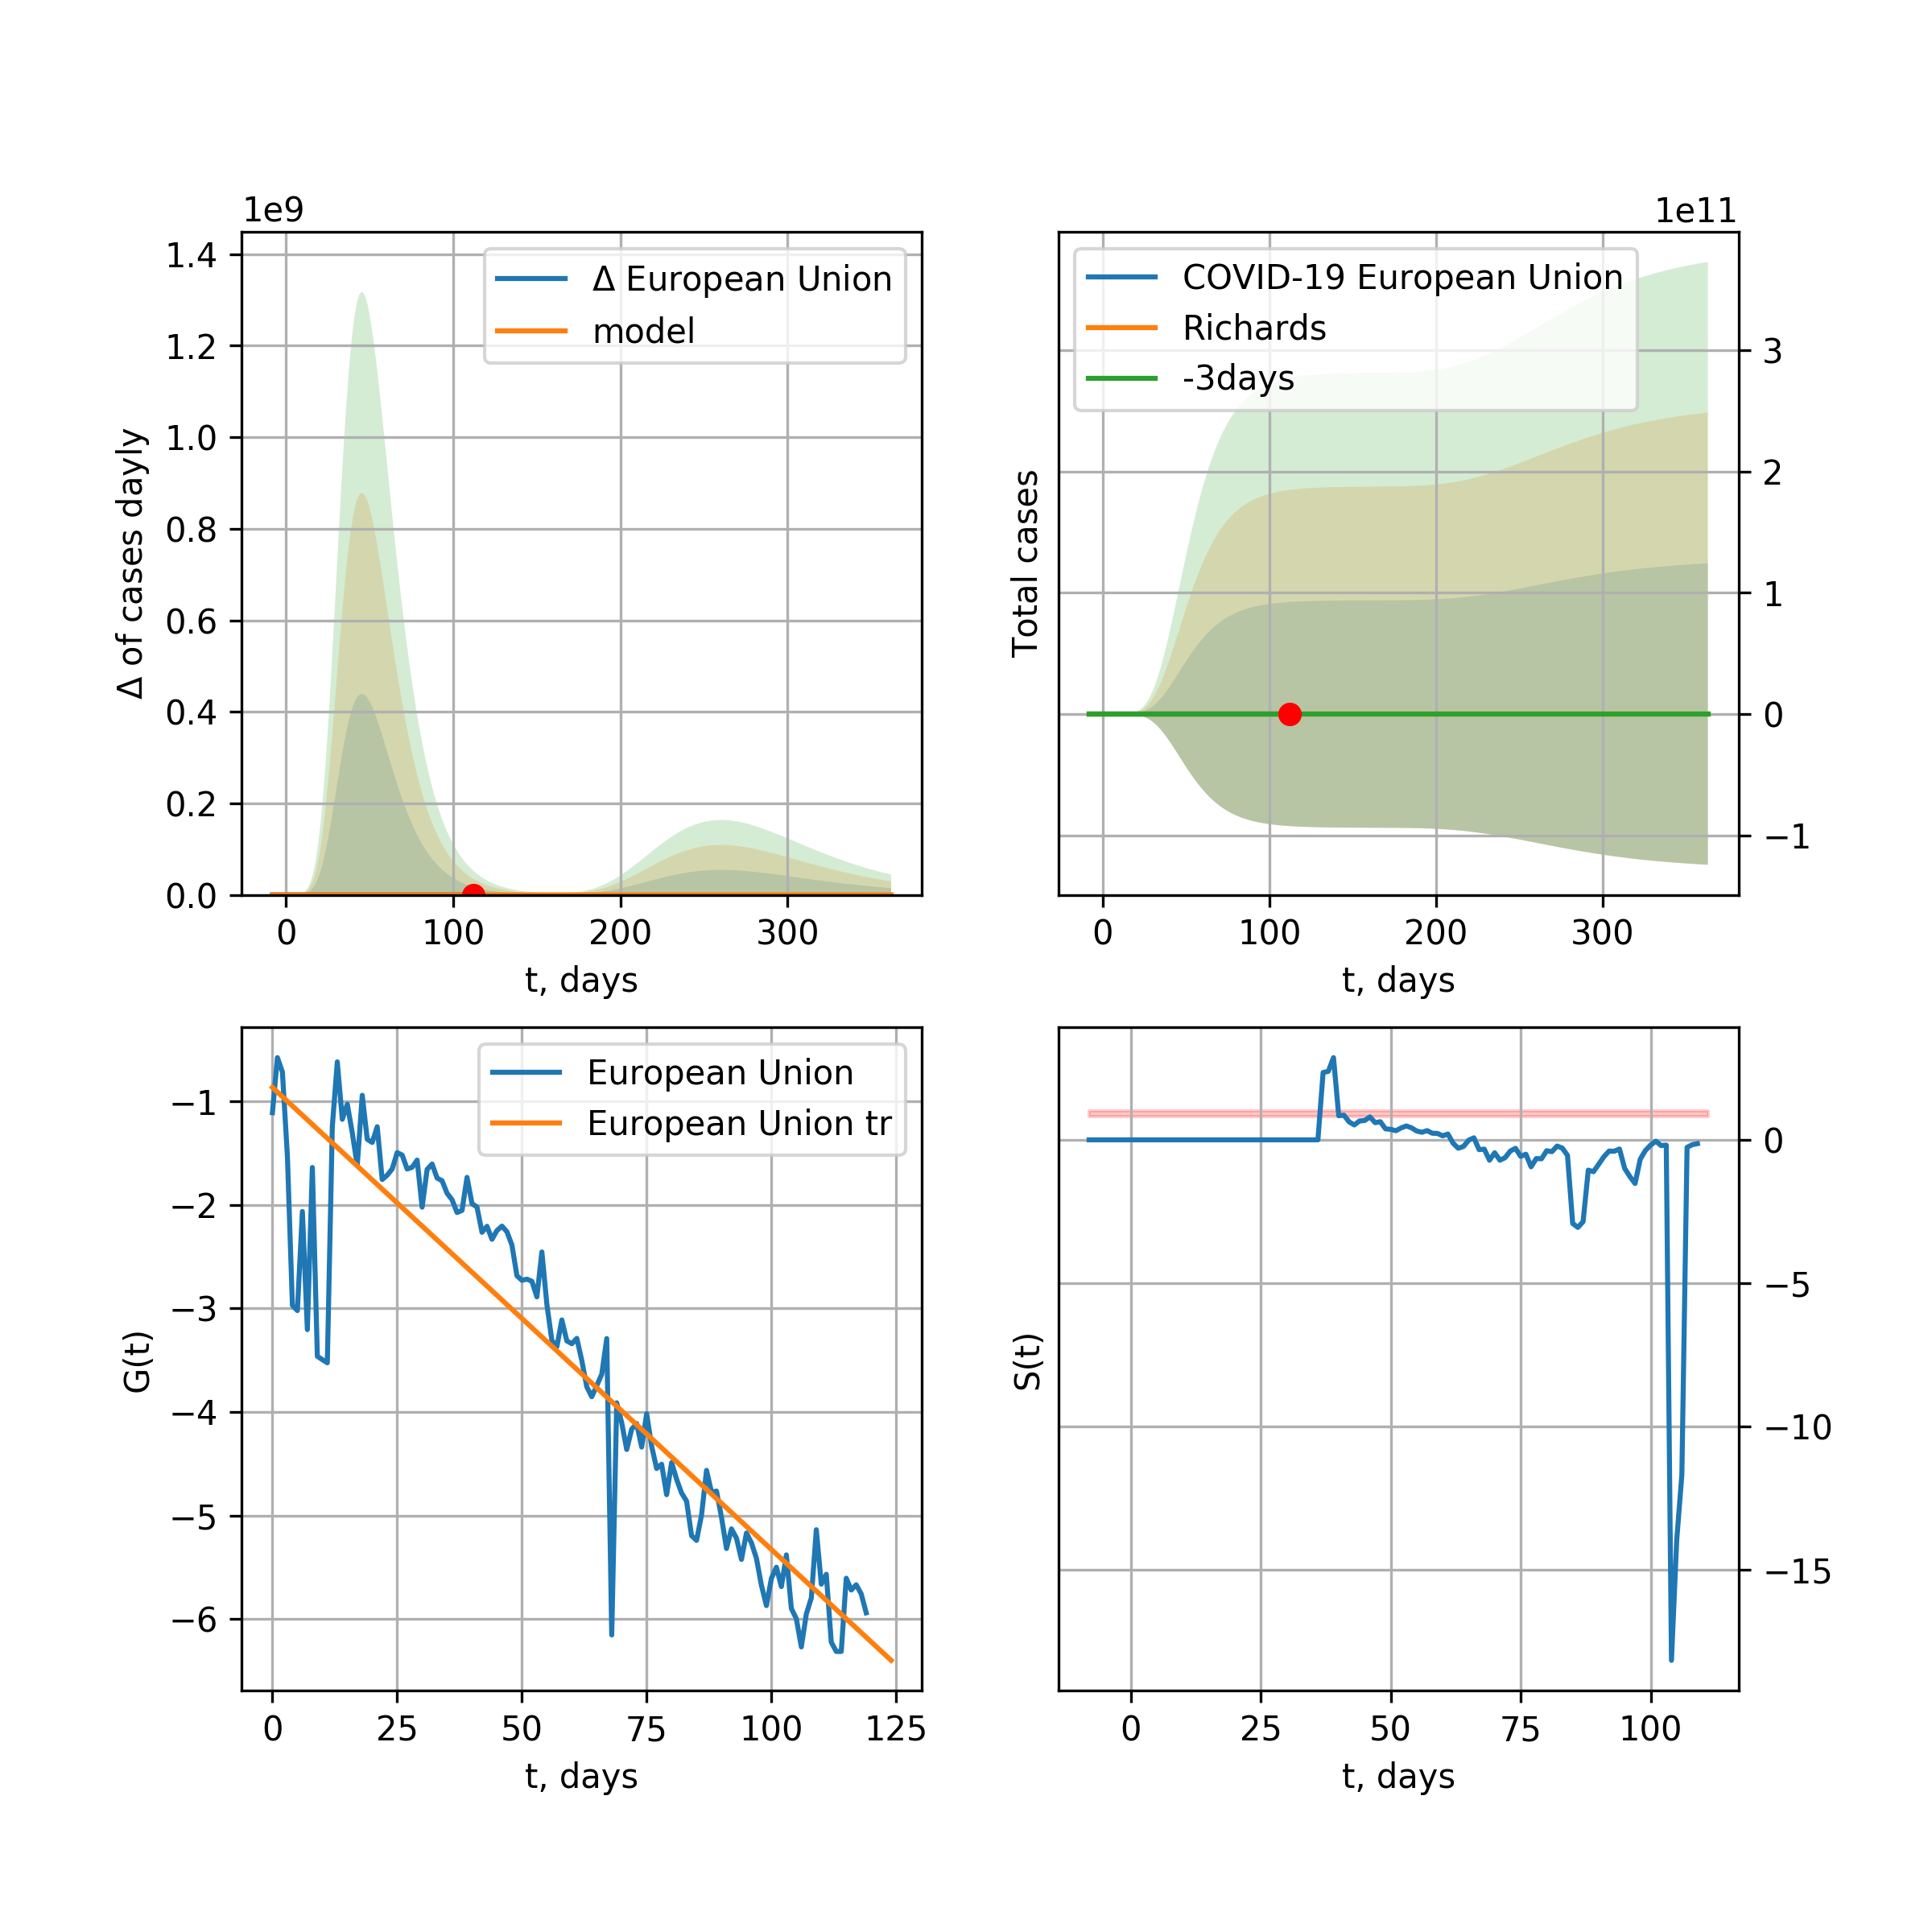 1e9
1.4
1.2
1.0
0.8
0.6
0.4
0.2
0.0
Δ of cases dayly
Δ European Union
model
0 100 200 300
t, days
1e11
3
2
1
0
−1
Total cases
COVID-19 European Union
Richards
-3days
0 100 200 300
t, days
−1
−2
−3
−4
−5
−6
G(t)
European Union
European Union tr
0 25 50 75 100 125
t, days
0
−5
−10
−15
S(t)
0 25 50 75 100
t, days